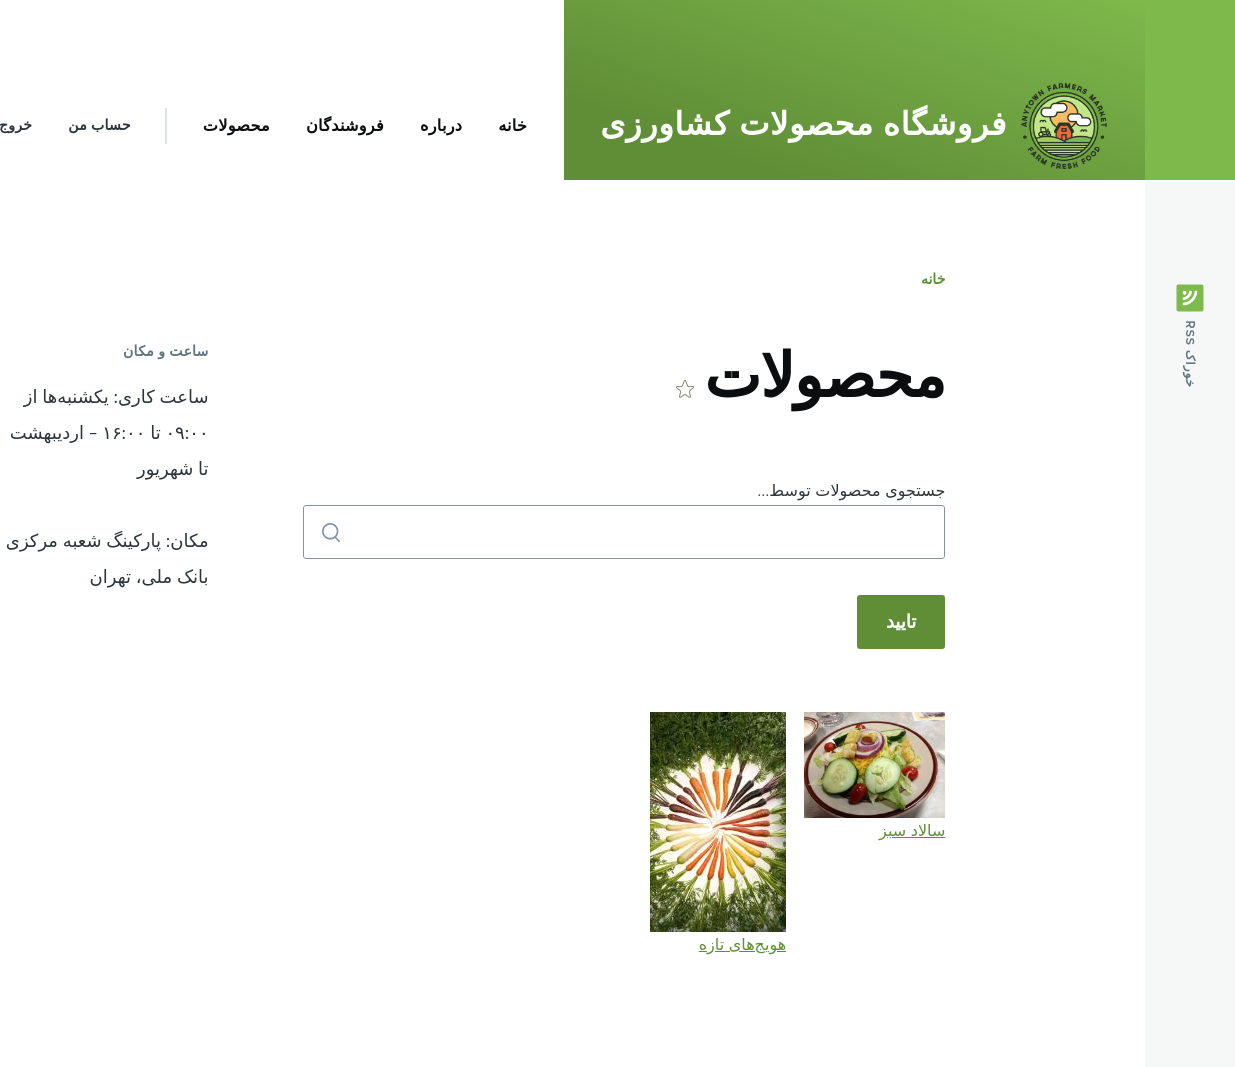 ANYTOWN FARMERS MARKET
FARM FRESH FOOD
فروشگاه محصولات کشاورزی
خانه
درباره
فروشندگان
محصولات
حساب من
خروج
خوراک RSS
خانه
محصولات
جستجوی محصولات توسط...
تایید
سالاد سبز
هویج‌های تازه
ساعت و مکان
ساعت کاری: یکشنبه‌ها از
۰۹:۰۰ تا ۱۶:۰۰ – اردیبهشت
تا شهریور
مکان: پارکینگ شعبه مرکزی
بانک ملی، تهران